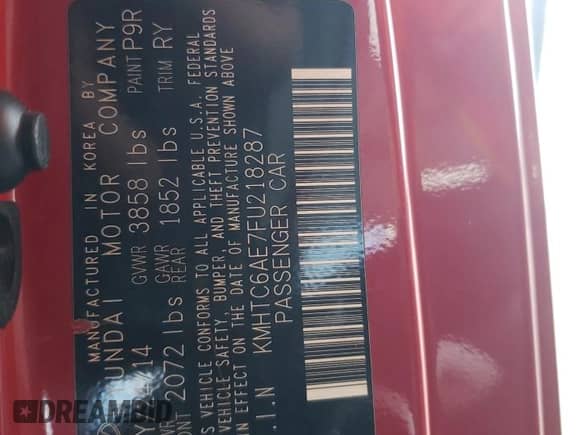 MANUFACTURED IN KOREA BY
UNDAI MOTOR COMPANY
14 GVWR 3858 lbs PAINT P9R
GAWR
ONT 2072 lbs REAR 1852 lbs TRIM RY
S VEHICLE CONFORMS TO ALL APPLICABLE U.S.A. FEDERAL
VEHICLE SAFETY, BUMPER, AND THEFT PREVENTION STANDARDS
IN EFFECT ON THE DATE OF MANUFACTURE SHOWN ABOVE
.I.N KMHTC6AE7FU218287
PASSENGER CAR
DREAMBID